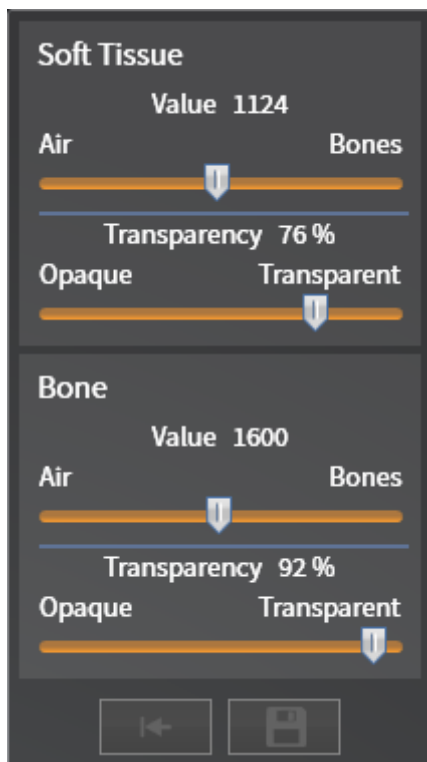 Soft Tissue
Value 1124
Air Bones
Transparency 76 %
Opaque Transparent
Bone
Value 1600
Air Bones
Transparency 92 %
Opaque Transparent